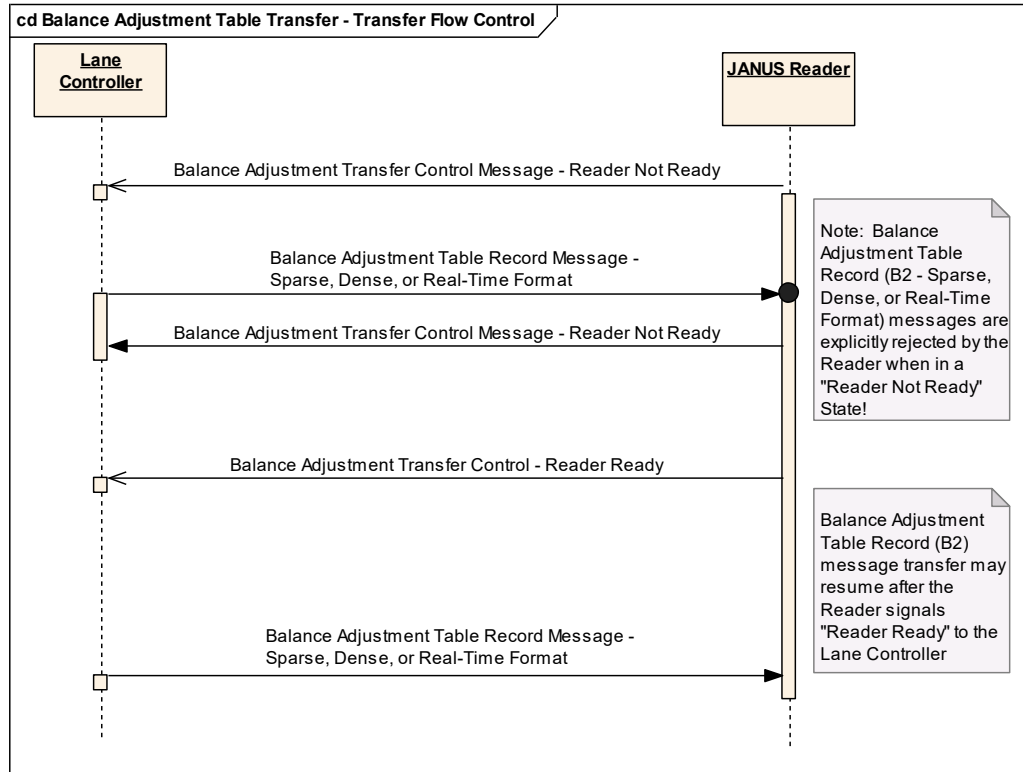 cd Balance Adjustment Table Transfer - Transfer Flow Control
Lane
Controller
JANUS Reader
Balance Adjustment Transfer Control Message - Reader Not Ready
Note: Balance
Adjustment Table
Record (B2 - Sparse,
Dense, or Real-Time
Format) messages are
explicitly rejected by the
Reader when in a
"Reader Not Ready"
State!
Balance Adjustment Table Record Message -
Sparse, Dense, or Real-Time Format
Balance Adjustment Transfer Control Message - Reader Not Ready
Balance Adjustment Transfer Control - Reader Ready
Balance Adjustment
Table Record (B2)
message transfer may
resume after the
Reader signals
"Reader Ready" to the
Lane Controller
Balance Adjustment Table Record Message -
Sparse, Dense, or Real-Time Format